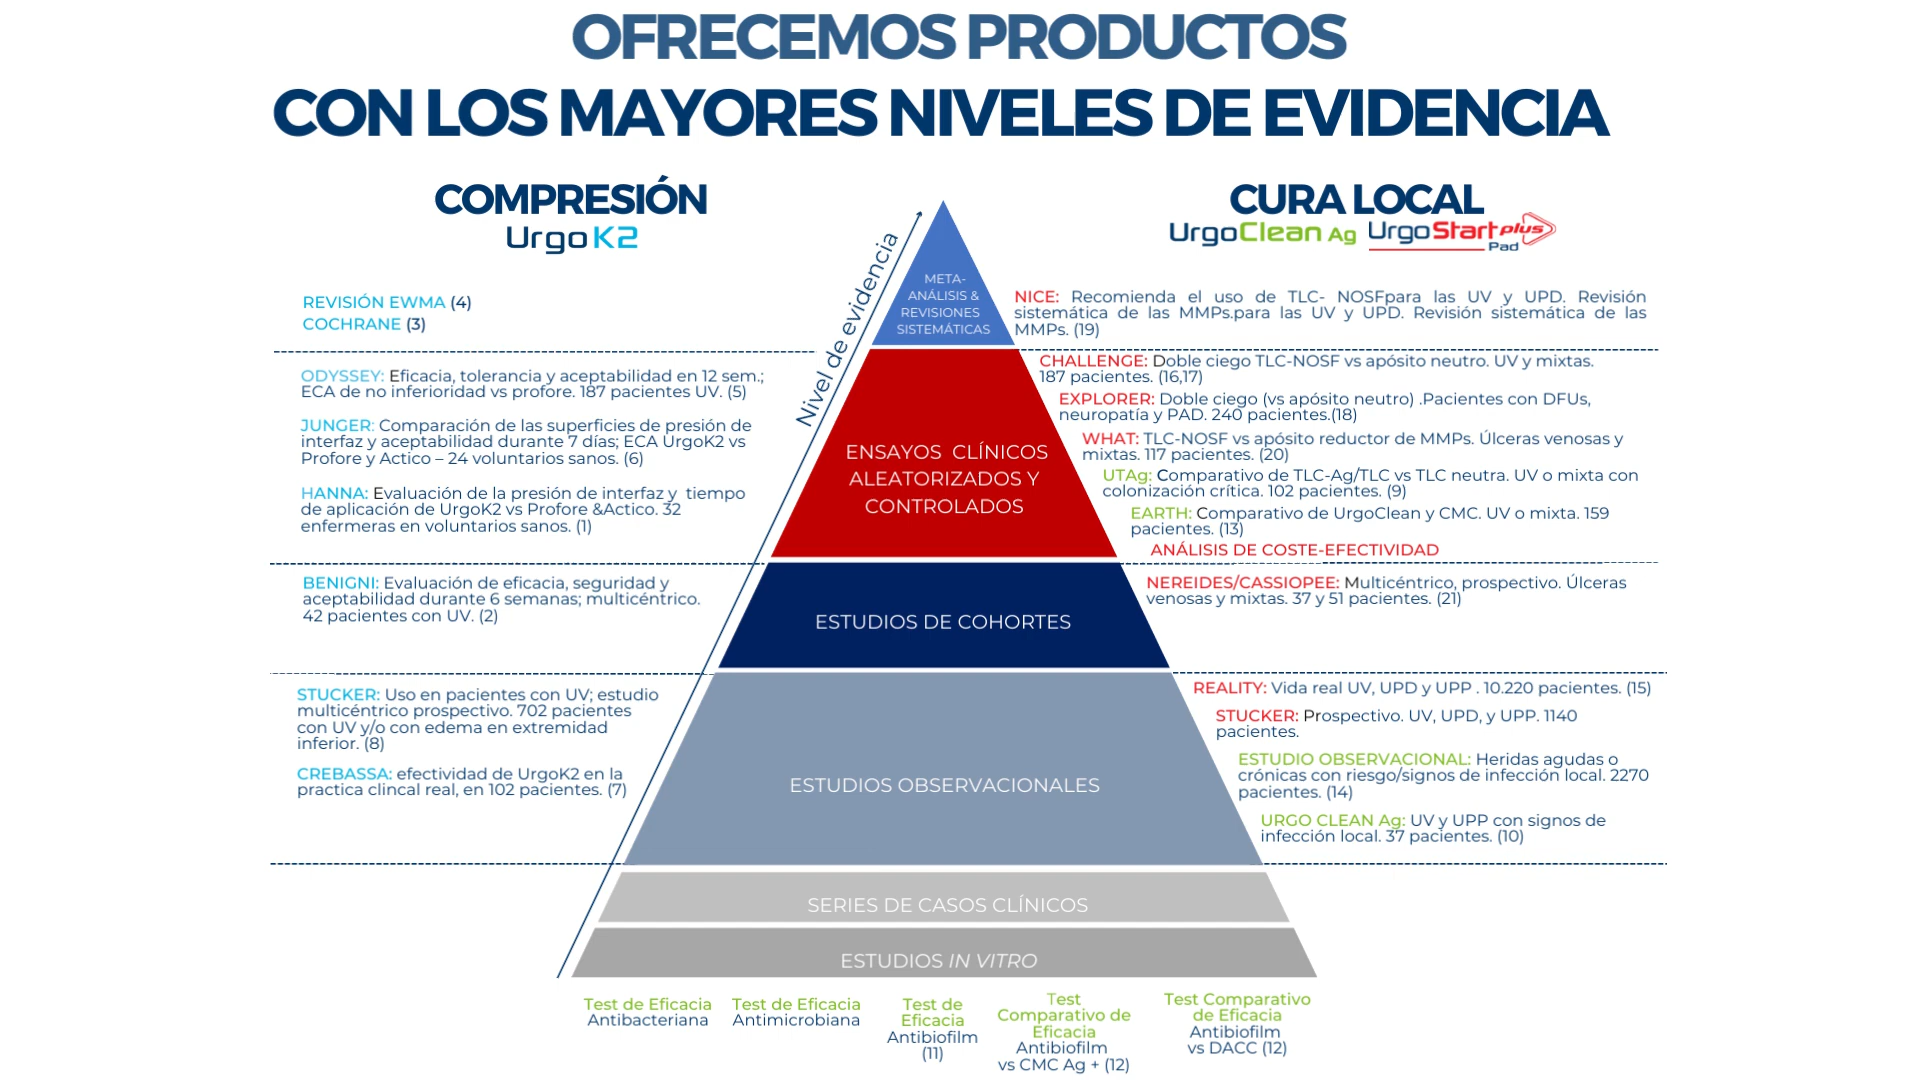 OFRECEMOS PRODUCTOS
CON LOS MAYORES NIVELES DE EVIDENCIA
COMPRESIÓN
UrgoK2
REVISIÓN EWMA (4)
COCHRANE (3)
ODYSSEY: Eficacia, tolerancia y aceptabilidad en 12 sem.;
ECA de no inferioridad vs profore. 187 pacientes UV. (5)
JUNGER: Comparación de las superficies de presión de
interfaz y aceptabilidad durante 7 días; ECA UrgoK2 vs
Profore y Actico – 24 voluntarios sanos. (6)
HANNA: Evaluación de la presión de interfaz y tiempo
de aplicación de UrgoK2 vs Profore &Actico. 32
enfermeras en voluntarios sanos. (1)
BENIGNI: Evaluación de eficacia, seguridad y
aceptabilidad durante 6 semanas; multicéntrico.
42 pacientes con UV. (2)
STUCKER: Uso en pacientes con UV; estudio
multicéntrico prospectivo. 702 pacientes
con UV y/o con edema en extremidad
inferior. (8)
CREBASSA: efectividad de UrgoK2 en la
practica clincal real, en 102 pacientes. (7)
Nivel de evidencia
META-
ANÁLISIS &
REVISIONES
SISTEMÁTICAS
ENSAYOS CLÍNICOS
ALEATORIZADOS Y
CONTROLADOS
ESTUDIOS DE COHORTES
ESTUDIOS OBSERVACIONALES
SERIES DE CASOS CLÍNICOS
ESTUDIOS IN VITRO
CURA LOCAL
UrgoClean Ag UrgoStart plus
Pad
NICE: Recomienda el uso de TLC- NOSFpara las UV y UPD. Revisión
sistemática de las MMPs.para las UV y UPD. Revisión sistemática de las
MMPs. (19)
CHALLENGE: Doble ciego TLC-NOSF vs apósito neutro. UV y mixtas.
187 pacientes. (16,17)
EXPLORER: Doble ciego (vs apósito neutro) .Pacientes con DFUs,
neuropatía y PAD. 240 pacientes.(18)
WHAT: TLC-NOSF vs apósito reductor de MMPs. Úlceras venosas y
mixtas. 117 pacientes. (20)
UTAg: Comparativo de TLC-Ag/TLC vs TLC neutra. UV o mixta con
colonización crítica. 102 pacientes. (9)
EARTH: Comparativo de UrgoClean y CMC. UV o mixta. 159
pacientes. (13)
ANÁLISIS DE COSTE-EFECTIVIDAD
NEREIDES/CASSIOPEE: Multicéntrico, prospectivo. Úlceras
venosas y mixtas. 37 y 51 pacientes. (21)
REALITY: Vida real UV, UPD y UPP . 10.220 pacientes. (15)
STUCKER: Prospectivo. UV, UPD, y UPP. 1140
pacientes.
ESTUDIO OBSERVACIONAL: Heridas agudas o
crónicas con riesgo/signos de infección local. 2270
pacientes. (14)
URGO CLEAN Ag: UV y UPP con signos de
infección local. 37 pacientes. (10)
Test de Eficacia
Antibacteriana
Test de Eficacia
Antimicrobiana
Test de
Eficacia
Antibiofilm
(11)
Test
Comparativo de
Eficacia
Antibiofilm
vs CMC Ag + (12)
Test Comparativo
de Eficacia
Antibiofilm
vs DACC (12)